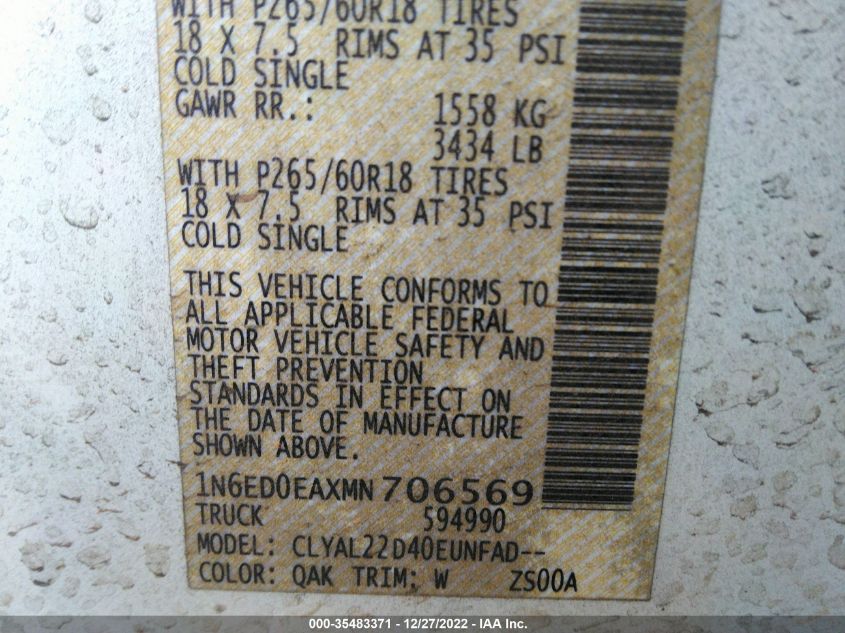 WITH P265/60R18 TIRES
18 X 7.5 RIMS AT 35 PSI
COLD SINGLE
GAWR RR.: 1558 KG
3434 LB
WITH P265/60R18 TIRES
18 X 7.5 RIMS AT 35 PSI
COLD SINGLE
THIS VEHICLE CONFORMS TO
ALL APPLICABLE FEDERAL
MOTOR VEHICLE SAFETY AND
THEFT PREVENTION
STANDARDS IN EFFECT ON
THE DATE OF MANUFACTURE
SHOWN ABOVE.
1N6ED0EAXMN706569
TRUCK 594990
MODEL: CLYAL22D40EUNFAD--
COLOR: QAK TRIM: W ZS00A
000-35483371 - 12/27/2022 - IAA Inc.